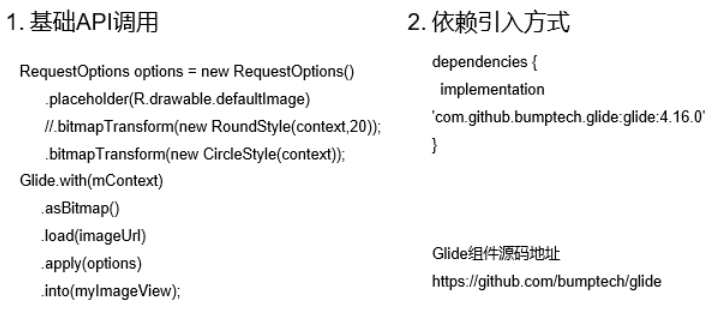 1. 基础API调用
RequestOptions options = new RequestOptions()
.placeholder(R.drawable.defaultImage)
//.bitmapTransform(new RoundStyle(context,20));
.bitmapTransform(new CircleStyle(context));
Glide.with(mContext)
.asBitmap()
.load(imageUrl)
.apply(options)
.into(myImageView);
2. 依赖引入方式
dependencies {
implementation
'com.github.bumptech.glide:glide:4.16.0'
}
Glide组件源码地址
https://github.com/bumptech/glide